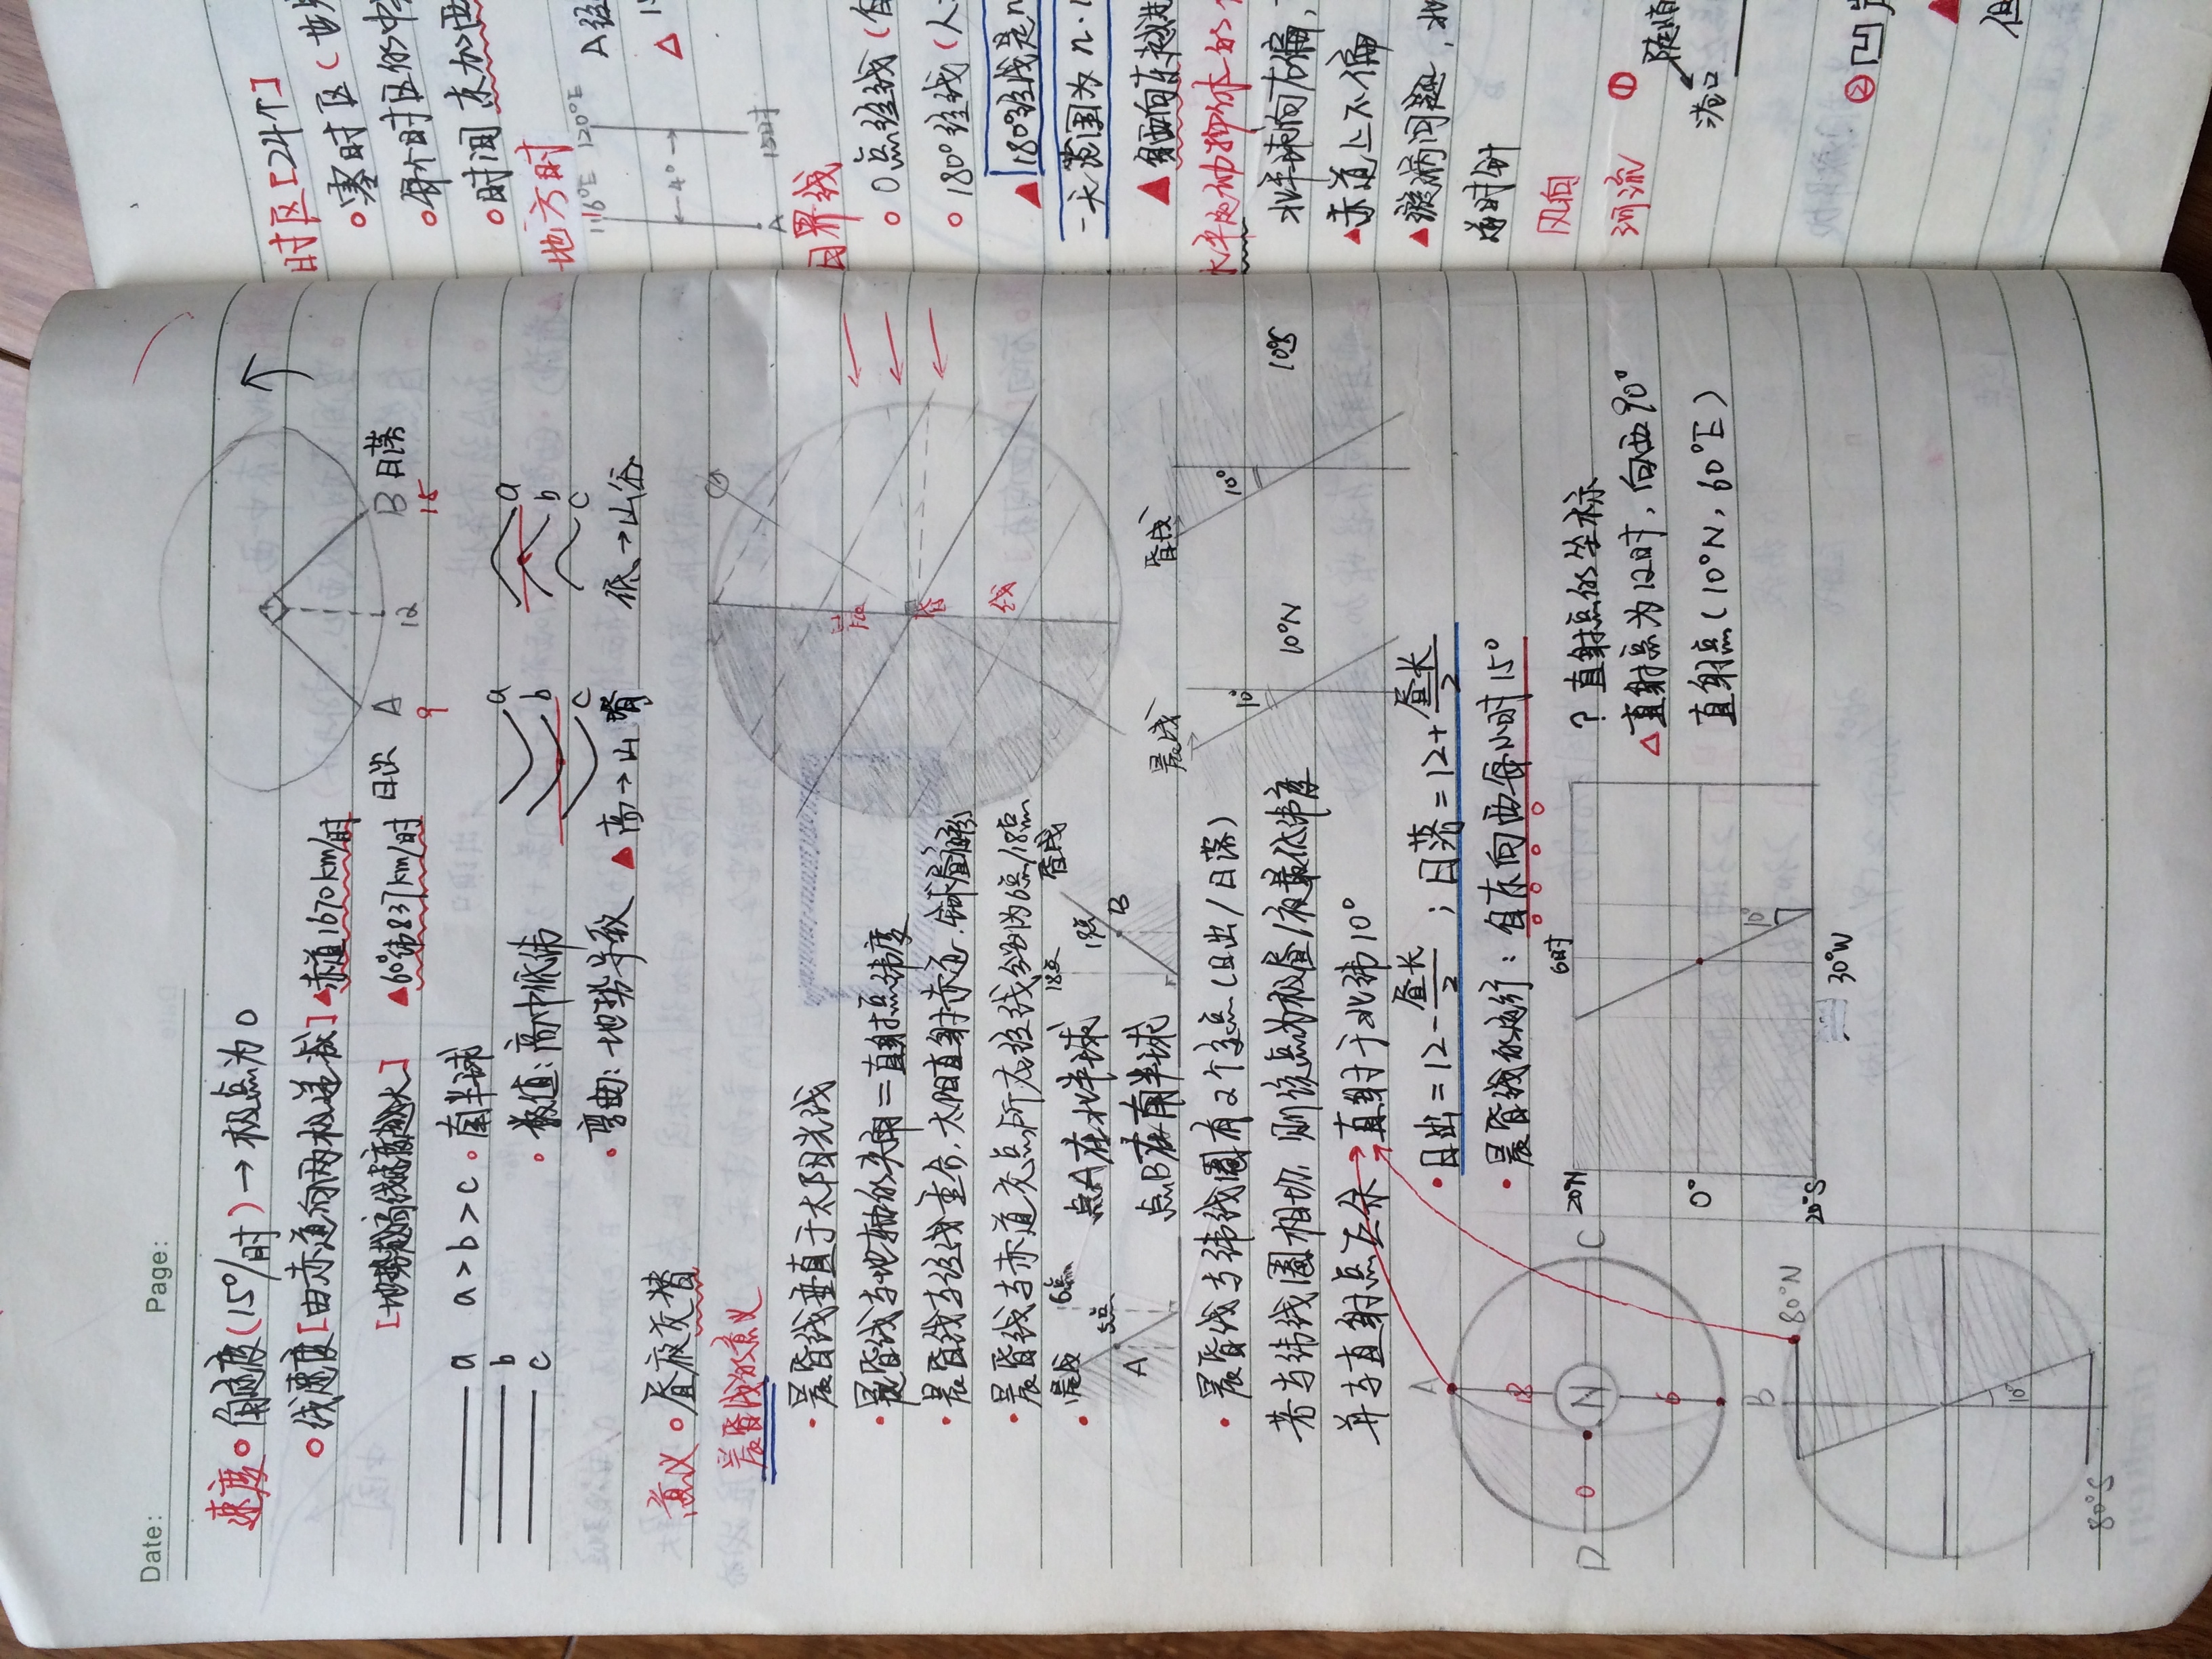 Date: Page:
速度 角速度(15°/时)→极点为0
线速度[由赤道向两极递减] 赤道1670km/时
[地势越高线速度越大] 60°纬837km/时
日出 A 12 B 日落
9 15
a a>b>c 南半球
b
c
数值:高中低纬
弯曲:地势导致
a
b
c
高→山脊
a
b
c
低→山谷
意义 昼夜交替
晨昏线的意义
晨昏线垂直于太阳光线
晨昏线与地轴的夹角=直射点纬度
晨昏线与经线重合,太阳直射赤道,全球昼夜平分
晨昏线与赤道交点所在经线分别为6点/18点
晨昏线
晨线 6点
5点
A
点A在北半球
点B在南半球
18点 昏线
19点
B
晨昏线与纬线圈有2个交点(日出/日落)
若与纬线圈相切,则该点为极昼/夜最低纬度
并与直射点互余→直射于北纬10°
晨线
10°
10°N
昏线
10°
10°S
日出=12-昼长/2;日落=12+昼长/2
晨昏线的运行:自东向西每小时15°
A
18
D 0 N C
6
B
80°N
10°
80°S
6时
20°N
0°
10°
20°S
30°W
?直射点的坐标
直射点为12时,向西90°
直射点(10°N,60°E)
时区[24个]
零时区(
每个时区的中
时间 东加西
地方时
116°E 120°E
4°
A 15时
A经
日界线
0点经线(自
180°经线(人
180°经线是n
一天范围为n·1
自西向东越过
水平运动物体的
北半球向右偏,
赤道上不偏
漩涡问题,北
逆时针
风向
河流 ①
港口
②凹岸
但